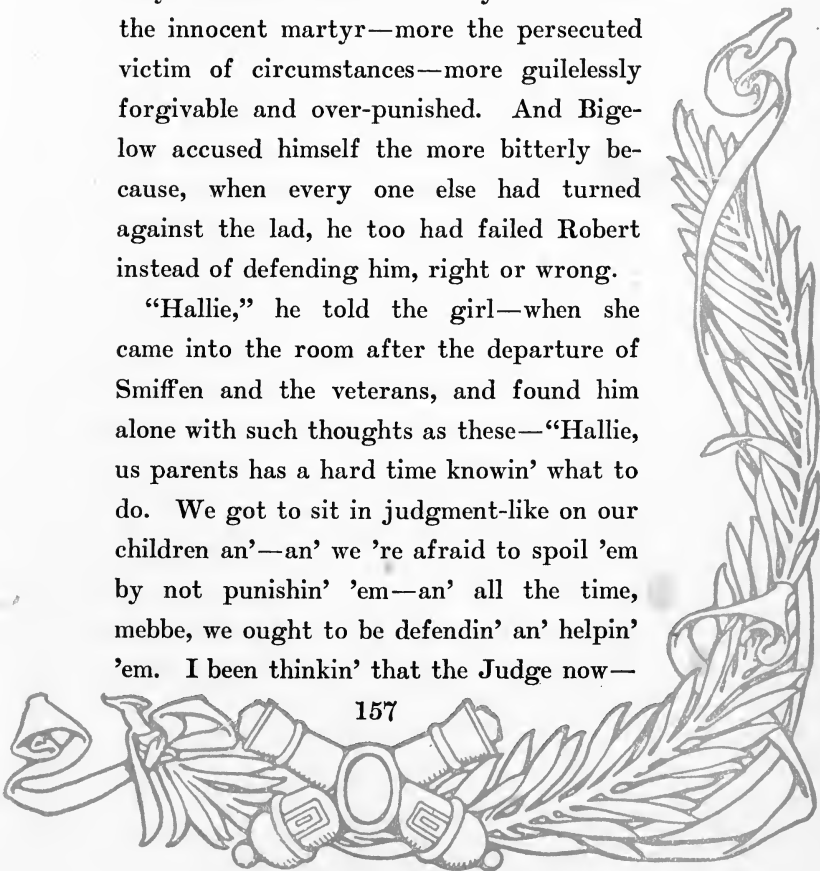 the innocent martyr—more the persecuted
victim of circumstances—more guilelessly
forgivable and over-punished. And Bige-
low accused himself the more bitterly be-
cause, when every one else had turned
against the lad, he too had failed Robert
instead of defending him, right or wrong.
“Hallie,” he told the girl—when she
came into the room after the departure of
Smiffen and the veterans, and found him
alone with such thoughts as these—“Hallie,
us parents has a hard time knowin’ what to
do. We got to sit in judgment-like on our
children an’—an’ we ’re afraid to spoil ’em
by not punishin’ ’em—an’ all the time,
mebbe, we ought to be defendin’ an’ helpin’
’em. I been thinkin’ that the Judge now—
157